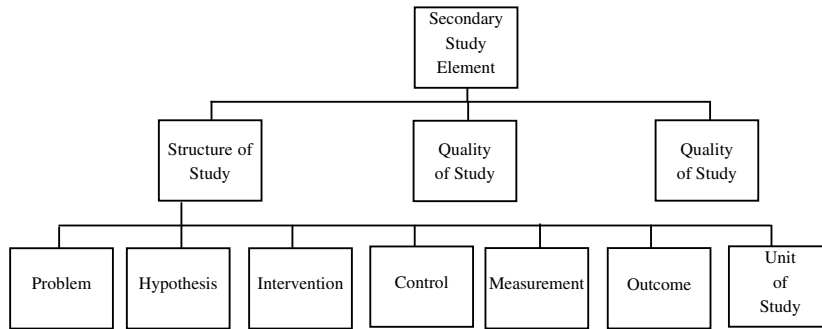 Secondary
Study
Element
Structure of
Study
Quality
of Study
Quality
of Study
Problem
Hypothesis
Intervention
Control
Measurement
Outcome
Unit
of
Study